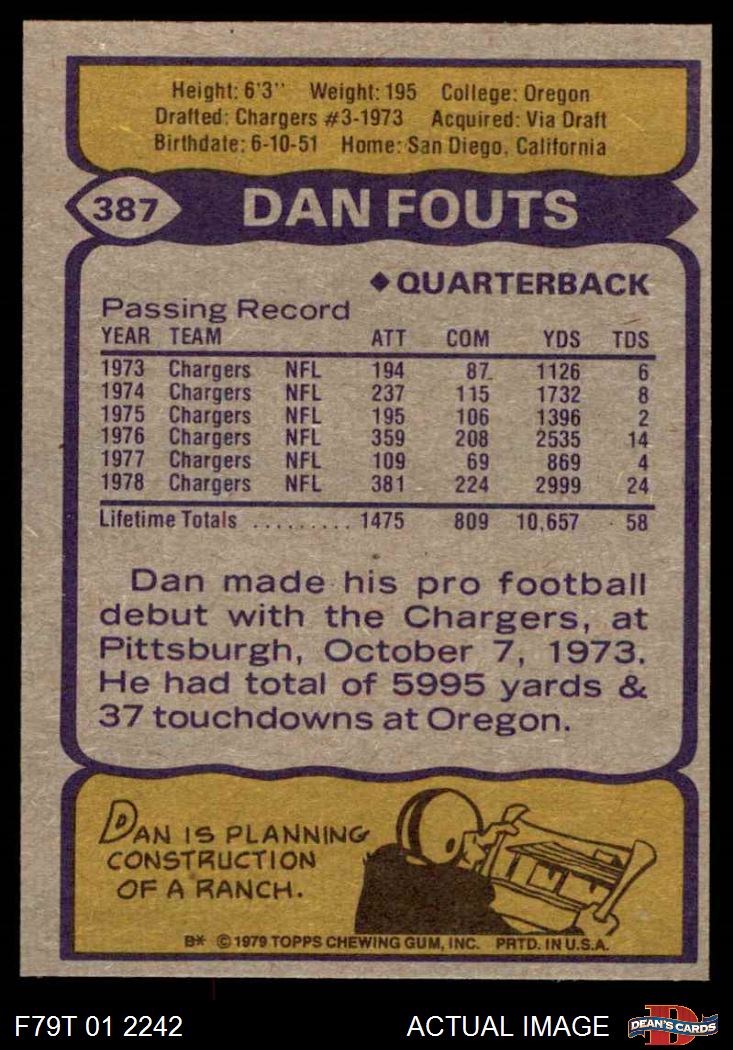 Height: 6'3" Weight: 195 College: Oregon
Drafted: Chargers #3-1973 Acquired: Via Draft
Birthdate: 6-10-51 Home: San Diego, California
387 DAN FOUTS
◆ QUARTERBACK
Passing Record
YEAR TEAM ATT COM YDS TDS
1973 Chargers NFL 194 87 1126 6
1974 Chargers NFL 237 115 1732 8
1975 Chargers NFL 195 106 1396 2
1976 Chargers NFL 359 208 2535 14
1977 Chargers NFL 109 69 869 4
1978 Chargers NFL 381 224 2999 24
Lifetime Totals ......... 1475 809 10,657 58
Dan made his pro football
debut with the Chargers, at
Pittsburgh, October 7, 1973.
He had total of 5995 yards &
37 touchdowns at Oregon.
DAN IS PLANNING
CONSTRUCTION
OF A RANCH.
B* © 1979 TOPPS CHEWING GUM, INC. PRTD. IN U.S.A.
F79T 01 2242 ACTUAL IMAGE D DEAN'S CARDS